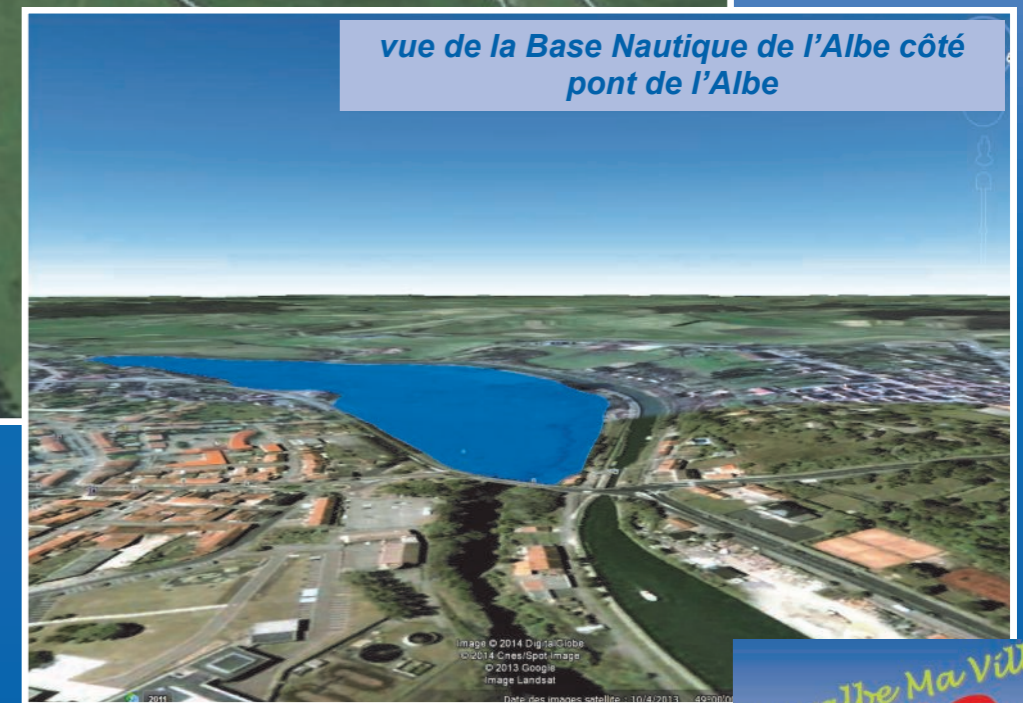 vue de la Base Nautique de l'Albe côté
pont de l'Albe
Image © 2014 DigitalGlobe
© 2014 Cnes/Spot Image
© 2013 Google
Image Landsat
2011
Date des images satellite : 10/4/2013
Ma